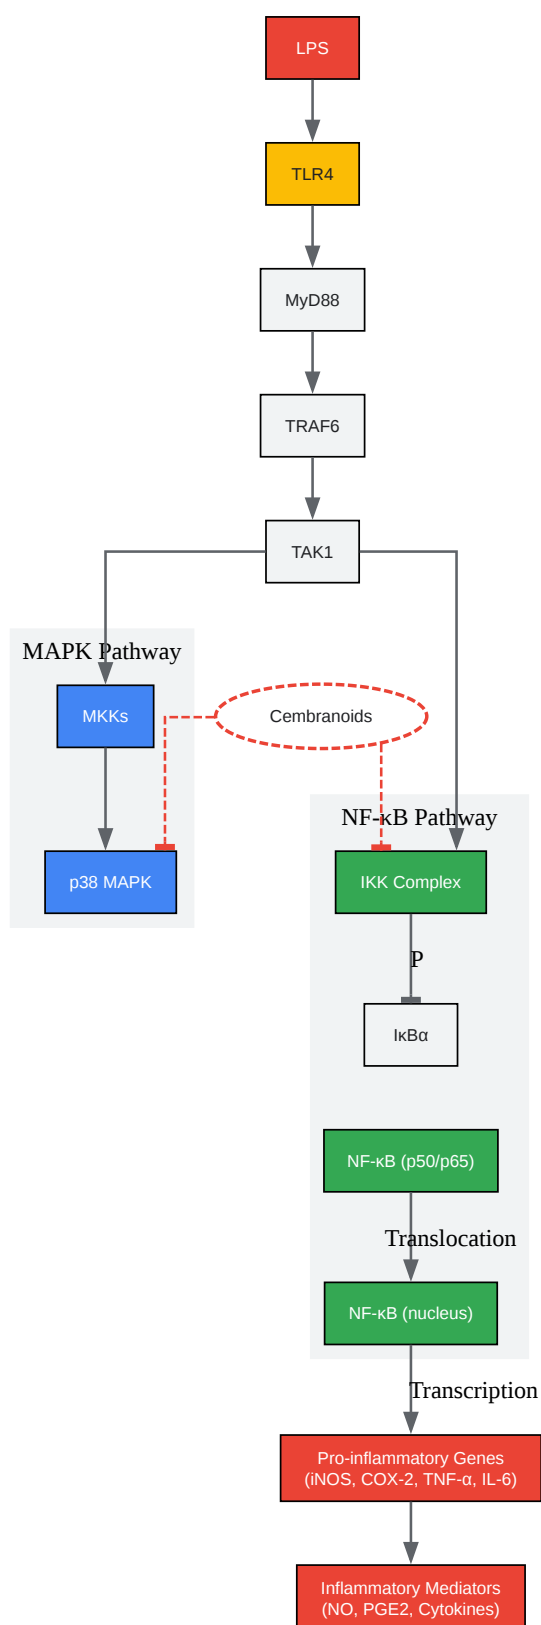 LPS
TLR4
MyD88
TRAF6
TAK1
MAPK Pathway
MKKs
Cembranoids
p38 MAPK
NF-κB Pathway
IKK Complex
P
IκBα
NF-κB (p50/p65)
Translocation
NF-κB (nucleus)
Transcription
Pro-inflammatory Genes
(iNOS, COX-2, TNF-α, IL-6)
Inflammatory Mediators
(NO, PGE2, Cytokines)